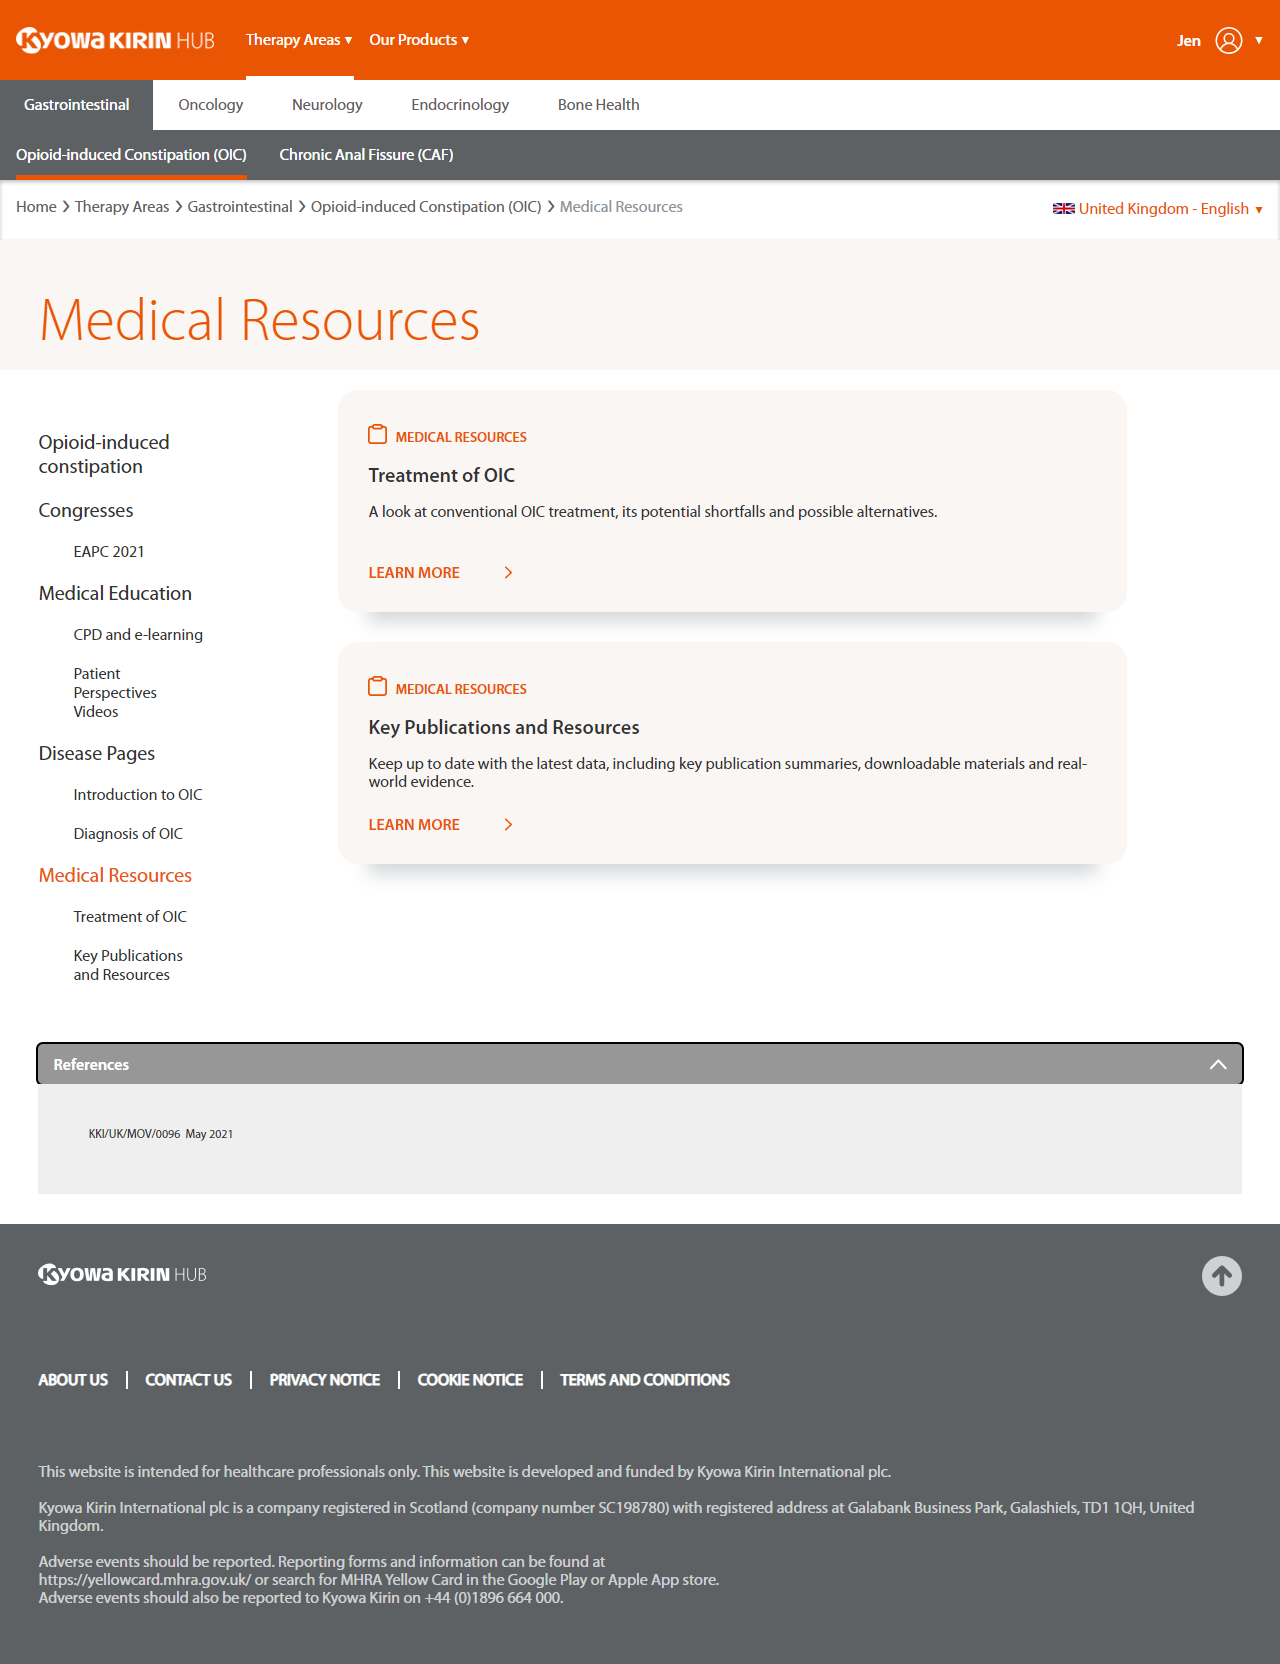 KYOWA KIRIN HUB
Therapy Areas ▾ Our Products ▾
Jen ▾
Gastrointestinal Oncology Neurology Endocrinology Bone Health
Opioid-induced Constipation (OIC) Chronic Anal Fissure (CAF)
Home > Therapy Areas > Gastrointestinal > Opioid-induced Constipation (OIC) > Medical Resources
United Kingdom - English ▾
Medical Resources
Opioid-induced
constipation
Congresses
EAPC 2021
Medical Education
CPD and e-learning
Patient
Perspectives
Videos
Disease Pages
Introduction to OIC
Diagnosis of OIC
Medical Resources
Treatment of OIC
Key Publications
and Resources
MEDICAL RESOURCES
Treatment of OIC
A look at conventional OIC treatment, its potential shortfalls and possible alternatives.
LEARN MORE >
MEDICAL RESOURCES
Key Publications and Resources
Keep up to date with the latest data, including key publication summaries, downloadable materials and real-
world evidence.
LEARN MORE >
References
KKI/UK/MOV/0096 May 2021
KYOWA KIRIN HUB
ABOUT US | CONTACT US | PRIVACY NOTICE | COOKIE NOTICE | TERMS AND CONDITIONS
This website is intended for healthcare professionals only. This website is developed and funded by Kyowa Kirin International plc.
Kyowa Kirin International plc is a company registered in Scotland (company number SC198780) with registered address at Galabank Business Park, Galashiels, TD1 1QH, United
Kingdom.
Adverse events should be reported. Reporting forms and information can be found at
https://yellowcard.mhra.gov.uk/ or search for MHRA Yellow Card in the Google Play or Apple App store.
Adverse events should also be reported to Kyowa Kirin on +44 (0)1896 664 000.